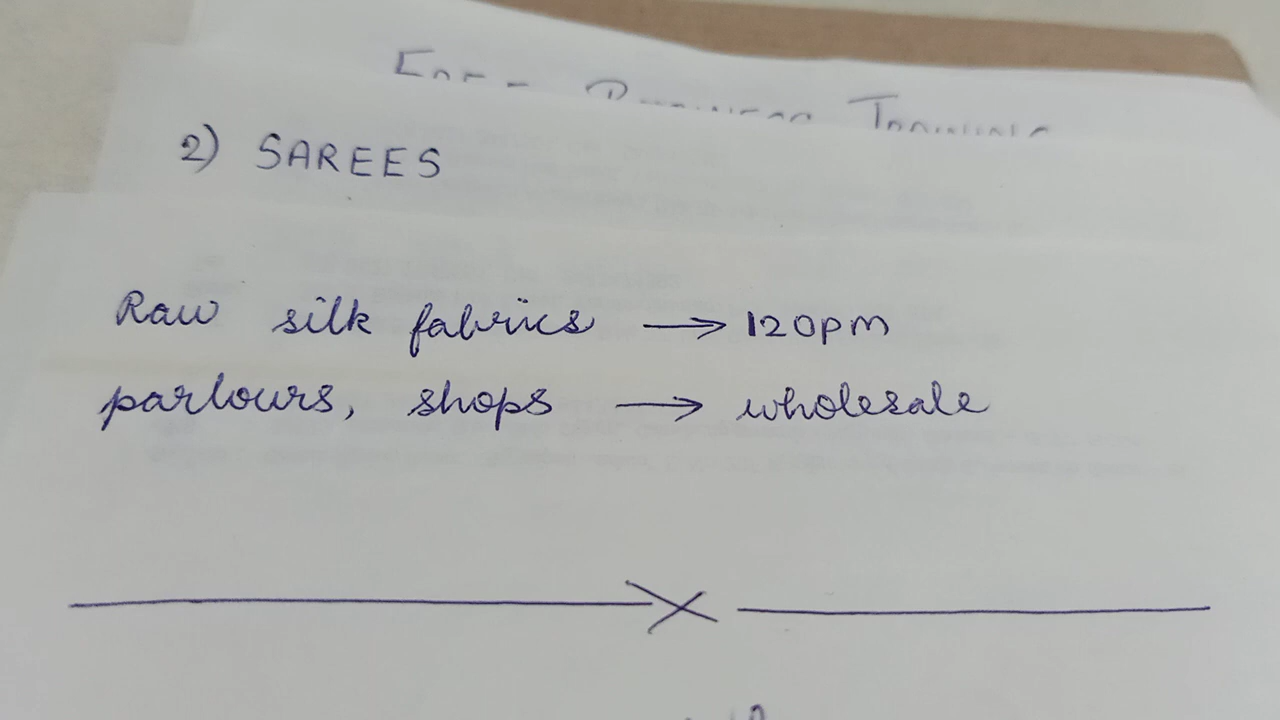 2) SAREES
Raw silk fabrics → 120pm
parlours, shops → wholesale